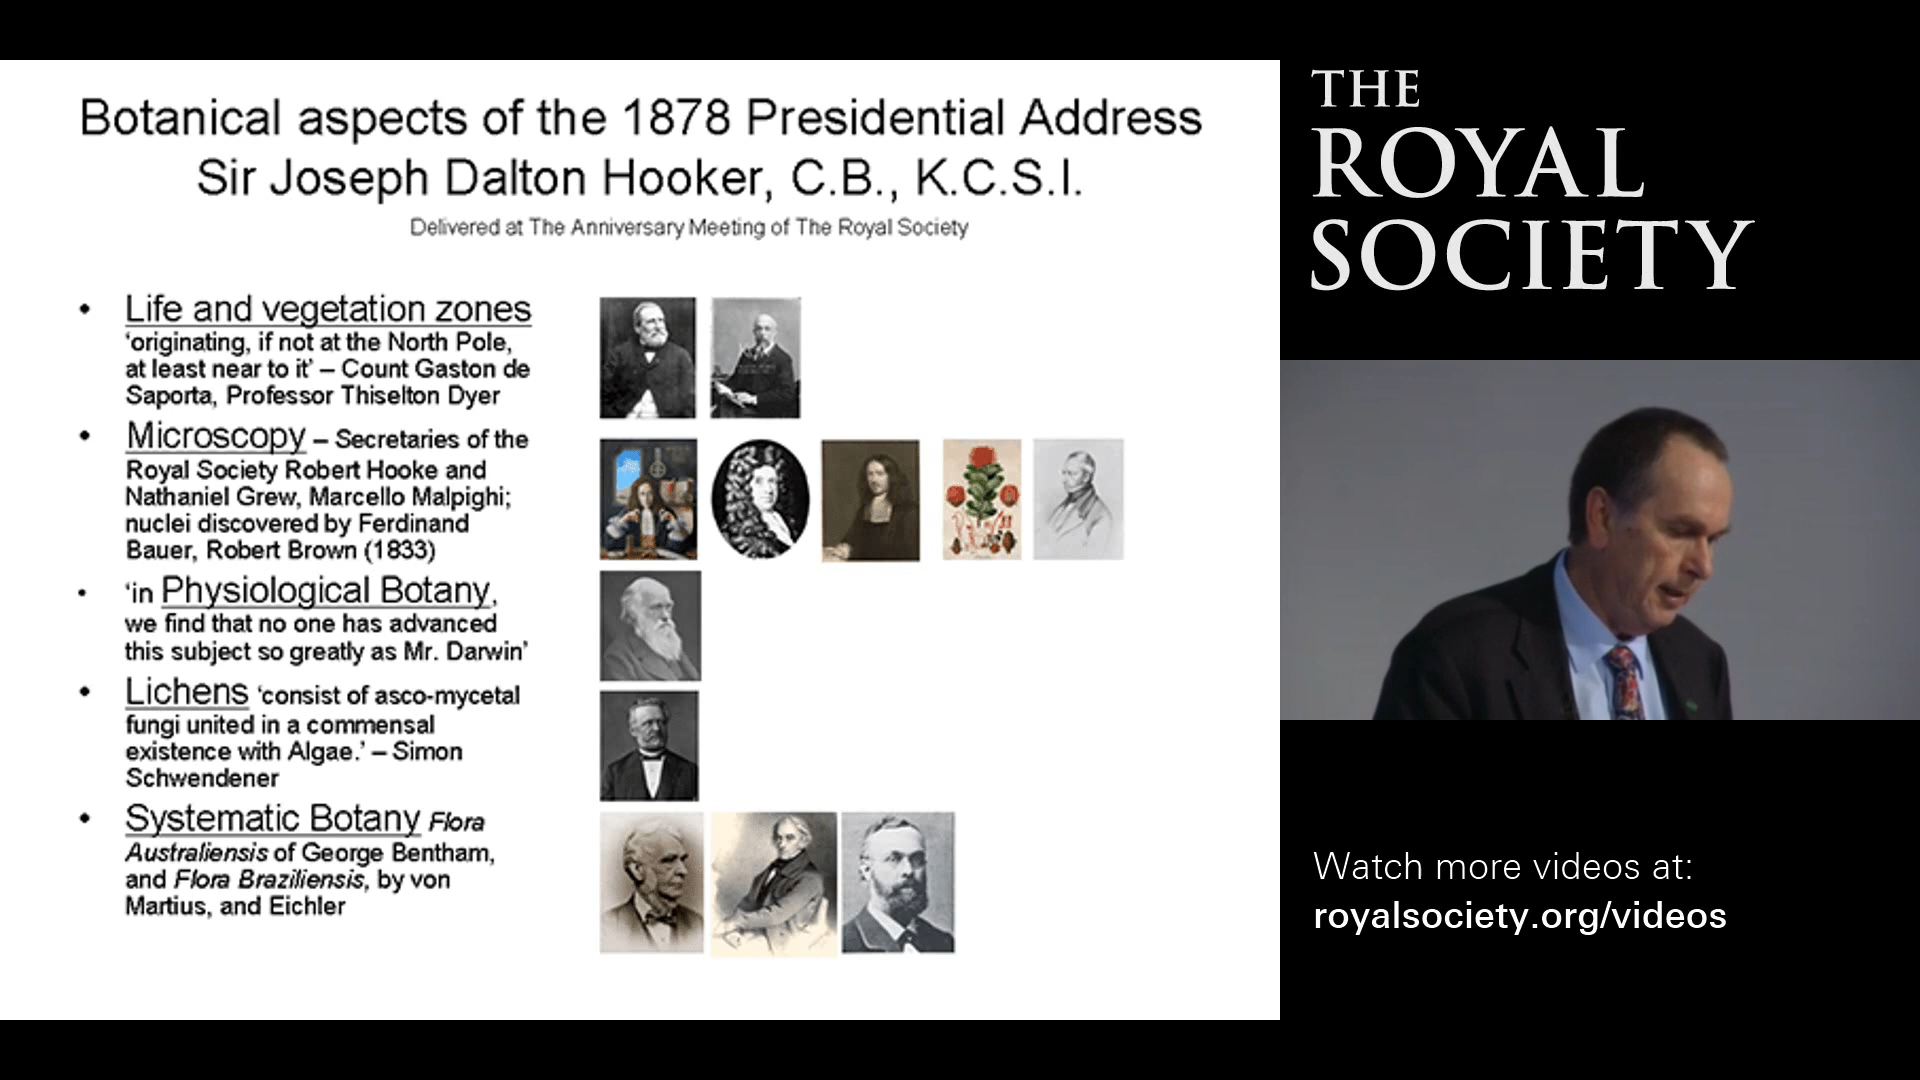 Botanical aspects of the 1878 Presidential Address
Sir Joseph Dalton Hooker, C.B., K.C.S.I.
Delivered at The Anniversary Meeting of The Royal Society
• Life and vegetation zones
‘originating, if not at the North Pole,
at least near to it’ – Count Gaston de
Saporta, Professor Thiselton Dyer
• Microscopy – Secretaries of the
Royal Society Robert Hooke and
Nathaniel Grew, Marcello Malpighi;
nuclei discovered by Ferdinand
Bauer, Robert Brown (1833)
• ‘in Physiological Botany,
we find that no one has advanced
this subject so greatly as Mr. Darwin’
• Lichens ‘consist of asco-mycetal
fungi united in a commensal
existence with Algae.’ – Simon
Schwendener
• Systematic Botany Flora
Australiensis of George Bentham,
and Flora Braziliensis, by von
Martius, and Eichler
THE
ROYAL
SOCIETY
Watch more videos at:
royalsociety.org/videos